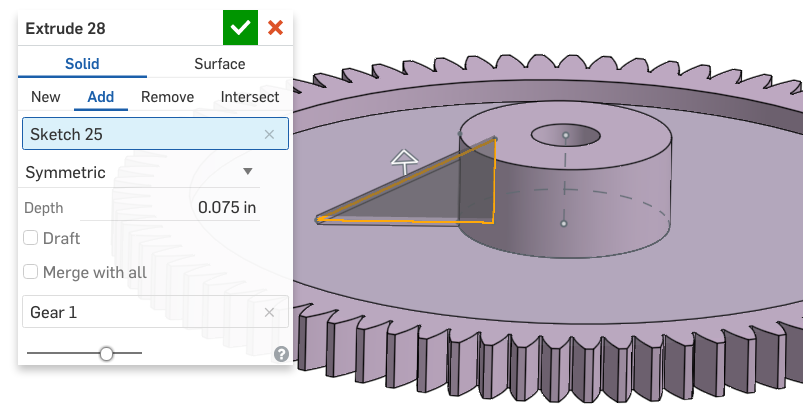 Extrude 28
Solid Surface
New Add Remove Intersect
Sketch 25
Symmetric
Depth 0.075 in
Draft
Merge with all
Gear 1